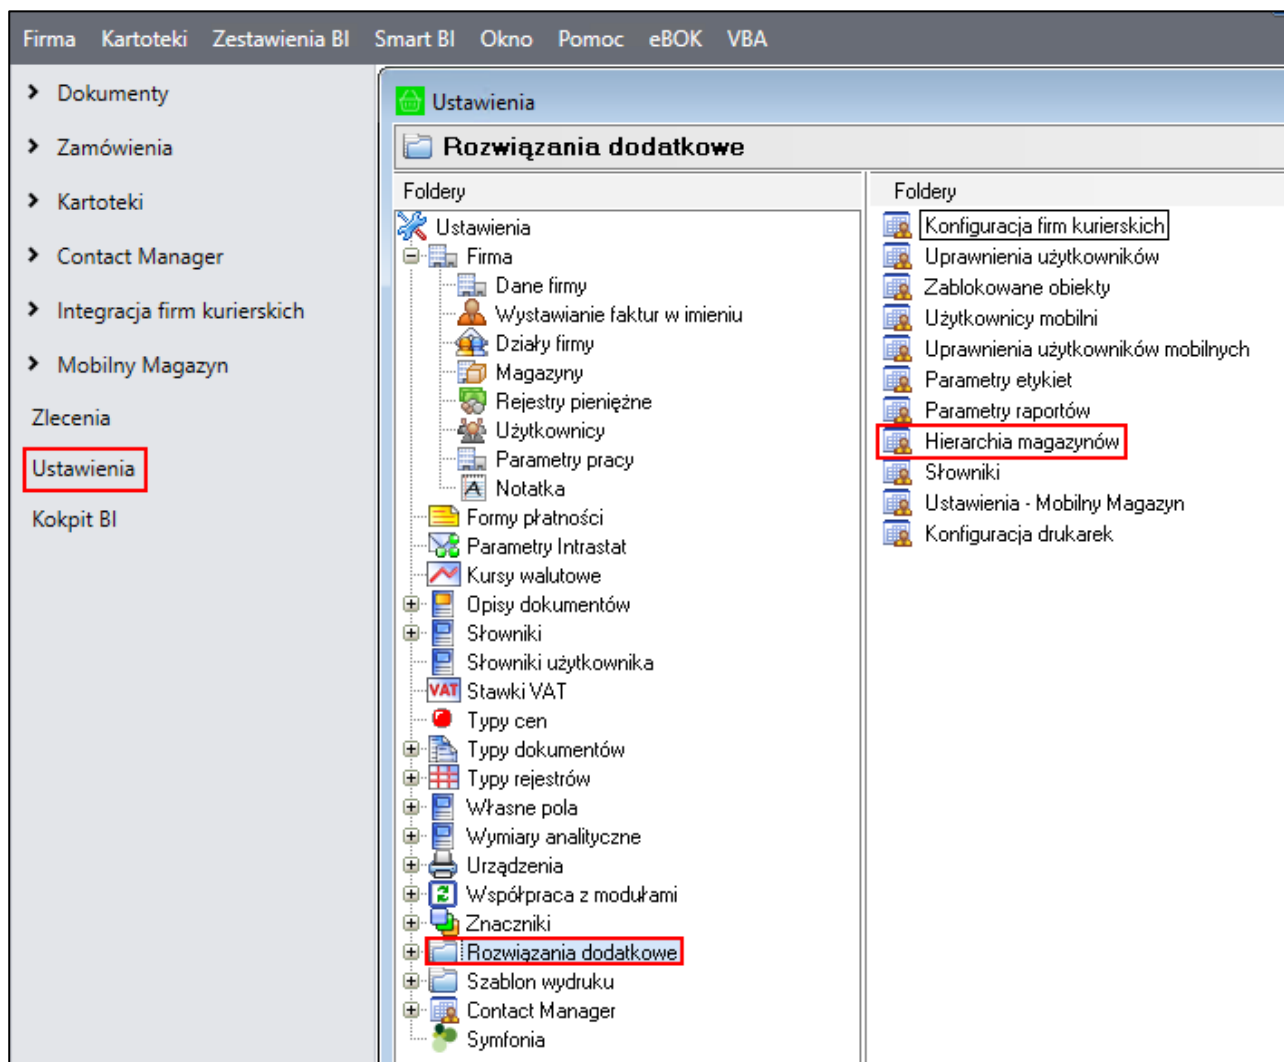 Firma Kartoteki Zestawienia BI Smart BI Okno Pomoc eBOK VBA
Dokumenty
Zamówienia
Kartoteki
Contact Manager
Integracja firm kurierskich
Mobilny Magazyn
Zlecenia
Ustawienia
Kokpit BI
Ustawienia
Rozwiązania dodatkowe
Foldery
Ustawienia
Firma
Dane firmy
Wystawianie faktur w imieniu
Działy firmy
Magazyny
Rejestry pieniężne
Użytkownicy
Parametry pracy
Notatka
Formy płatności
Parametry Intrastat
Kursy walutowe
Opisy dokumentów
Słowniki
Słowniki użytkownika
VAT Stawki VAT
Typy cen
Typy dokumentów
Typy rejestrów
Własne pola
Wymiary analityczne
Urządzenia
Współpraca z modułami
Znaczniki
Rozwiązania dodatkowe
Szablon wydruku
Contact Manager
Symfonia
Foldery
Konfiguracja firm kurierskich
Uprawnienia użytkowników
Zablokowane obiekty
Użytkownicy mobilni
Uprawnienia użytkowników mobilnych
Parametry etykiet
Parametry raportów
Hierarchia magazynów
Słowniki
Ustawienia - Mobilny Magazyn
Konfiguracja drukarek